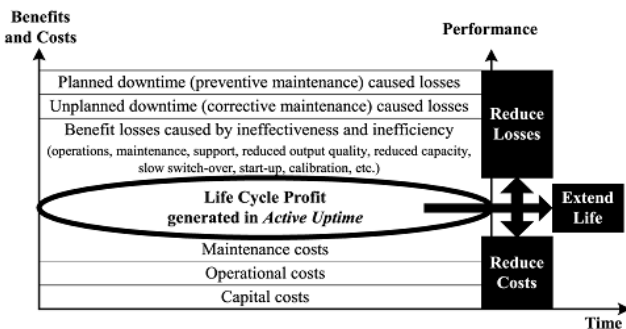 Benefits
and Costs
Performance
Planned downtime (preventive maintenance) caused losses
Unplanned downtime (corrective maintenance) caused losses
Benefit losses caused by ineffectiveness and inefficiency
(operations, maintenance, support, reduced output quality, reduced capacity,
slow switch-over, start-up, calibration, etc.)
Reduce
Losses
Life Cycle Profit
generated in Active Uptime
Extend
Life
Maintenance costs
Operational costs
Capital costs
Reduce
Costs
Time